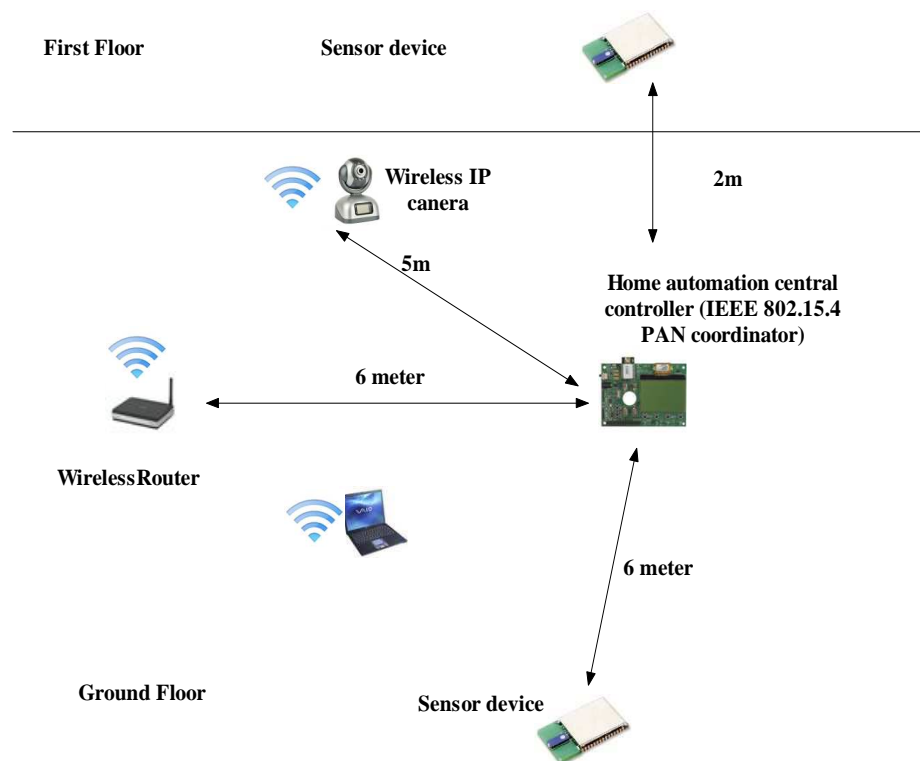 First Floor
Sensor device
Wireless IP
canera
2m
5m
Home automation central
controller (IEEE 802.15.4
PAN coordinator)
6 meter
WirelessRouter
6 meter
Ground Floor
Sensor device